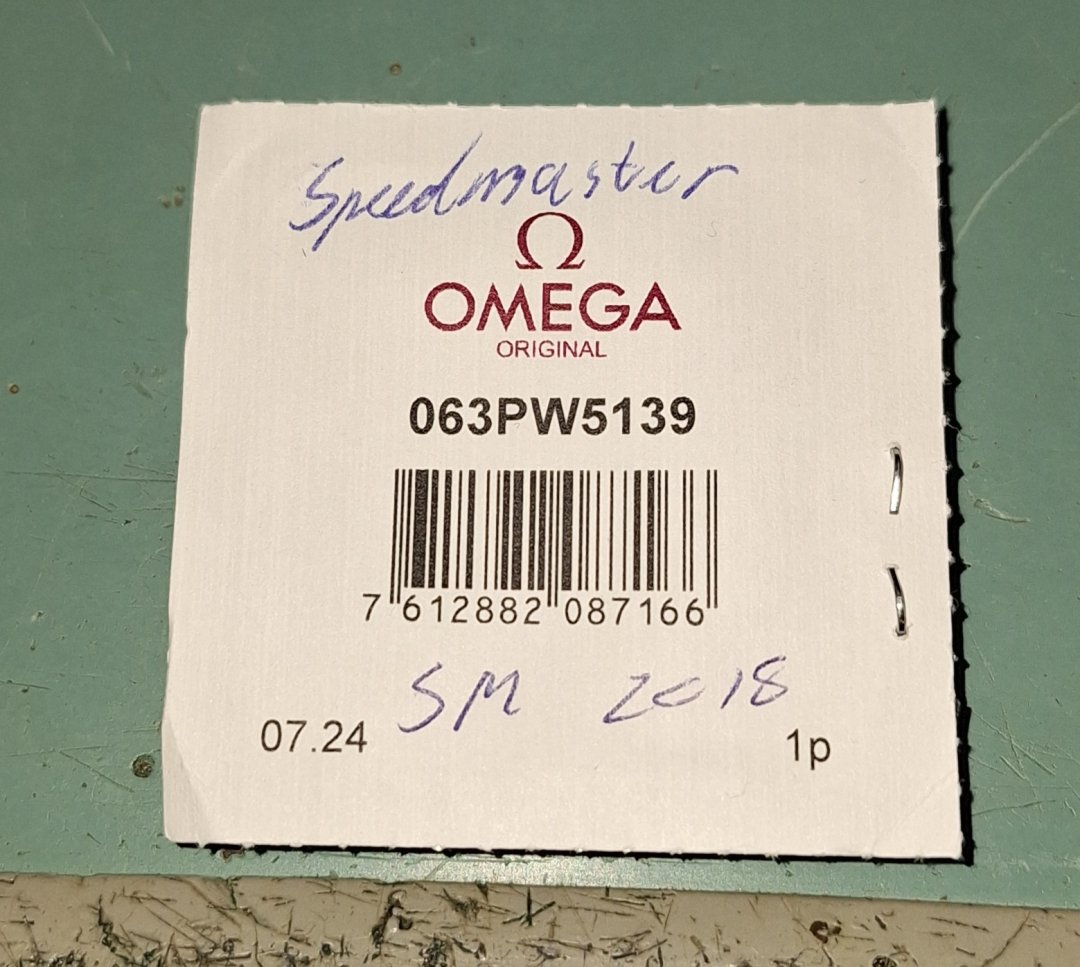 Speedmaster
Ω
OMEGA
ORIGINAL
063PW5139
7 612882 087166
SM 2018
07.24 1p